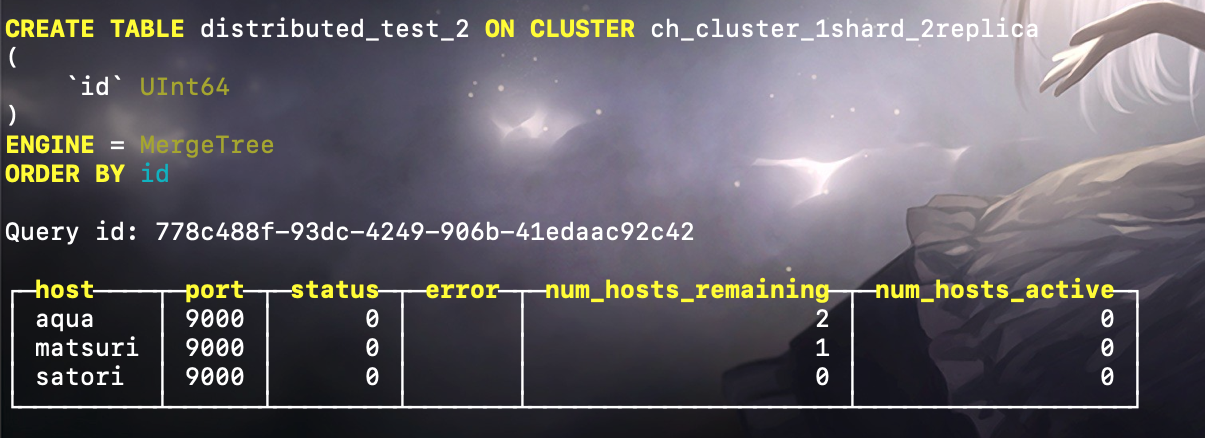 CREATE TABLE distributed_test_2 ON CLUSTER ch_cluster_1shard_2replica
(
    `id` UInt64
)
ENGINE = MergeTree
ORDER BY id
Query id: 778c488f-93dc-4249-906b-41edaac92c42
┌─host────┬─port─┬─status─┬─error─┬─num_hosts_remaining─┬─num_hosts_active─┐
│ aqua    │ 9000 │      0 │       │                   2 │                0 │
│ matsuri │ 9000 │      0 │       │                   1 │                0 │
│ satori  │ 9000 │      0 │       │                   0 │                0 │
└─────────┴──────┴────────┴───────┴─────────────────────┴──────────────────┘